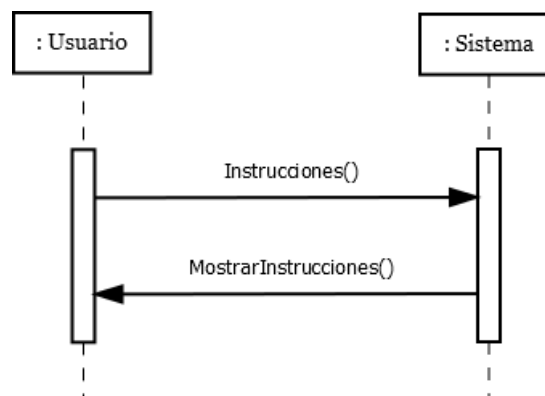 : Usuario
: Sistema
Instrucciones()
MostrarInstrucciones()